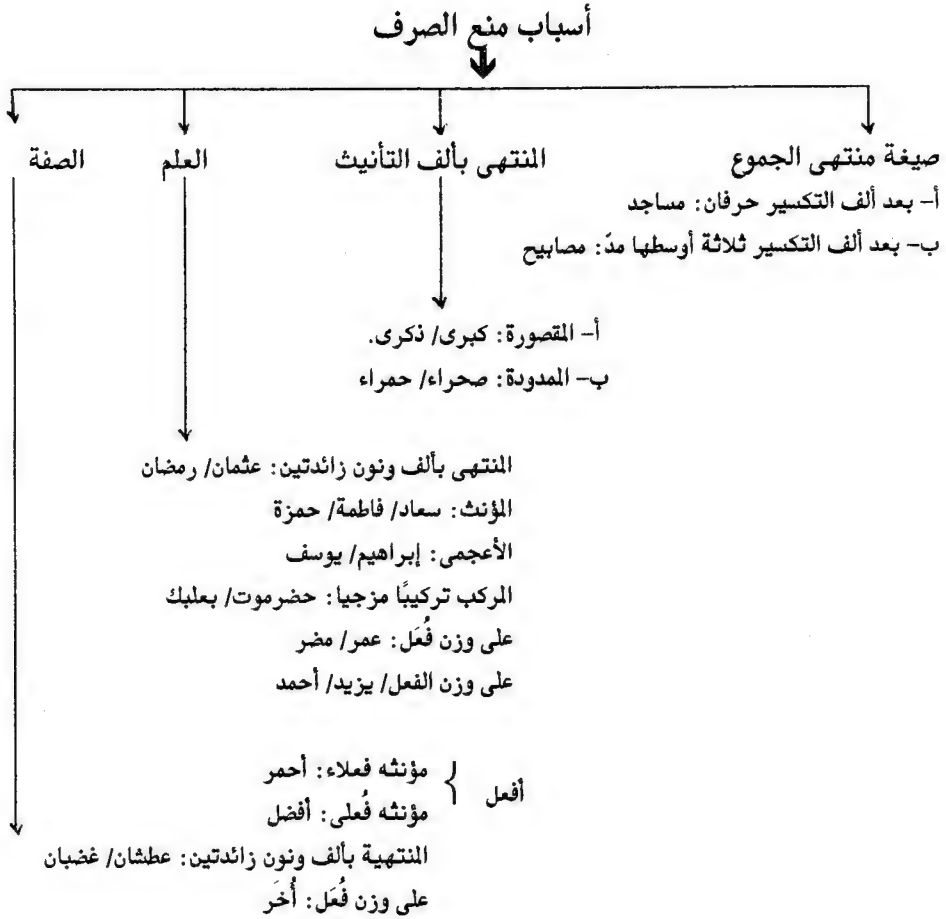 أسباب منع الصرف
صيغة منتهى الجموع
أ– بعد ألف التكسير حرفان: مساجد
ب– بعد ألف التكسير ثلاثة أوسطها مدّ: مصابيح
المنتهى بألف التأنيث
أ– المقصورة: كبرى/ ذكرى.
ب– الممدودة: صحراء/ حمراء
العلم
المنتهى بألف ونون زائدتين: عثمان/ رمضان
المؤنث: سعاد/ فاطمة/ حمزة
الأعجمى: إبراهيم/ يوسف
المركب تركيبًا مزجيا: حضرموت/ بعلبك
على وزن فُعَل: عمر/ مضر
على وزن الفعل/ يزيد/ أحمد
الصفة
أفعل
مؤنثه فعلاء: أحمر
مؤنثه فُعلى: أفضل
المنتهية بألف ونون زائدتين: عطشان/ غضبان
على وزن فُعَل: أُخَر